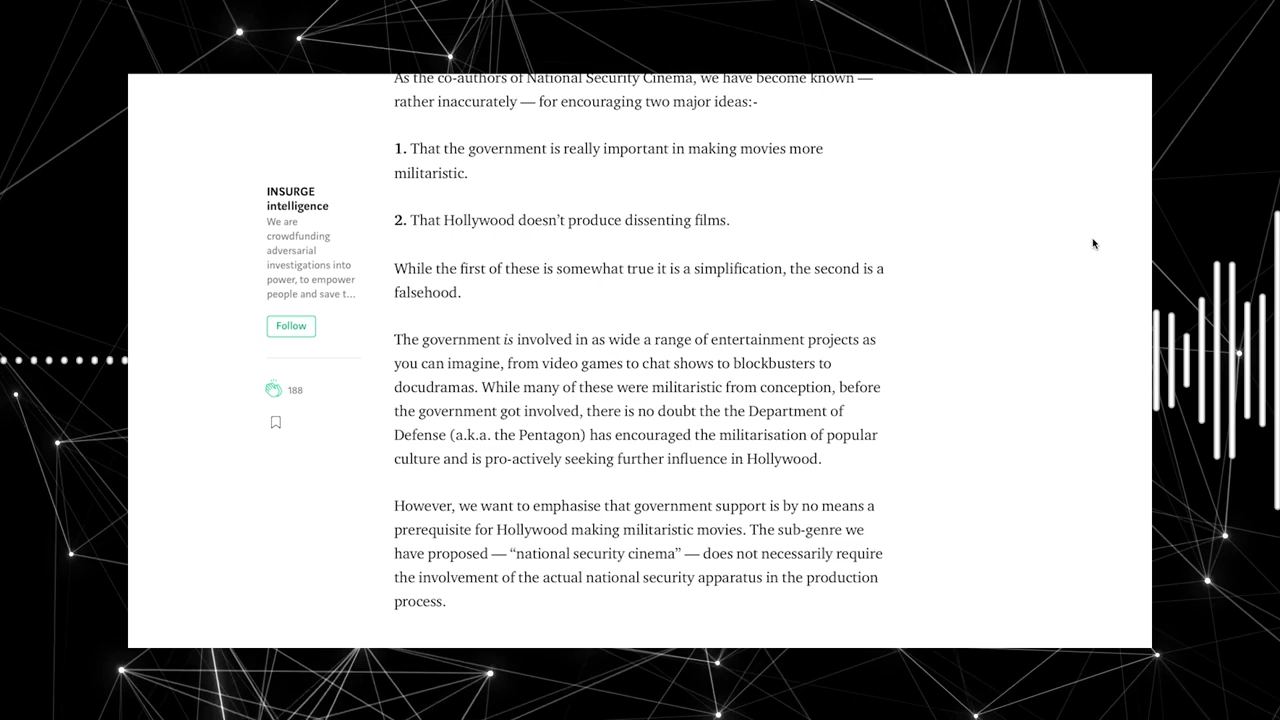 As the co-authors of National Security Cinema, we have become known —
rather inaccurately — for encouraging two major ideas:-
1. That the government is really important in making movies more
militaristic.
2. That Hollywood doesn’t produce dissenting films.
While the first of these is somewhat true it is a simplification, the second is a
falsehood.
The government is involved in as wide a range of entertainment projects as
you can imagine, from video games to chat shows to blockbusters to
docudramas. While many of these were militaristic from conception, before
the government got involved, there is no doubt the the Department of
Defense (a.k.a. the Pentagon) has encouraged the militarisation of popular
culture and is pro-actively seeking further influence in Hollywood.
However, we want to emphasise that government support is by no means a
prerequisite for Hollywood making militaristic movies. The sub-genre we
have proposed — “national security cinema” — does not necessarily require
the involvement of the actual national security apparatus in the production
process.
INSURGE
intelligence
We are
crowdfunding
adversarial
investigations into
power, to empower
people and save t…
Follow
188